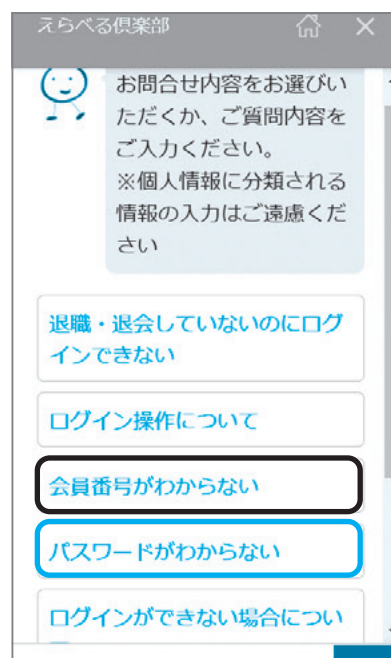 えらべる倶楽部
お問合せ内容をお選びい
ただくか、ご質問内容を
ご入力ください。
※個人情報に分類される
情報の入力はご遠慮くだ
さい
退職・退会していないのにログ
インできない
ログイン操作について
会員番号がわからない
パスワードがわからない
ログインができない場合につい